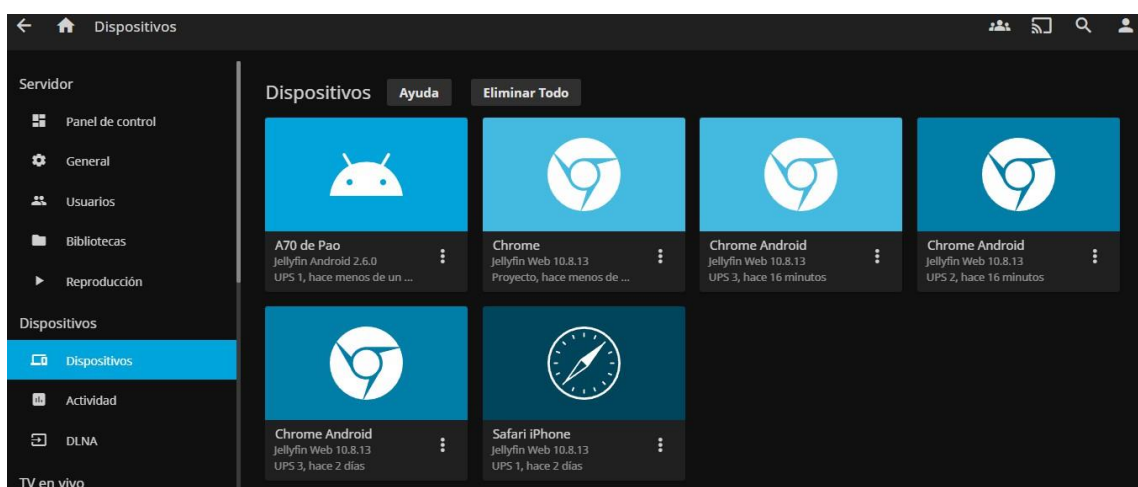 Dispositivos
Servidor
Panel de control
General
Usuarios
Bibliotecas
Reproducción
Dispositivos
Dispositivos
Actividad
DLNA
TV en vivo
Dispositivos Ayuda Eliminar Todo
A70 de Pao
Jellyfin Android 2.6.0
UPS 1, hace menos de un ...
Chrome
Jellyfin Web 10.8.13
Proyecto, hace menos de ...
Chrome Android
Jellyfin Web 10.8.13
UPS 3, hace 16 minutos
Chrome Android
Jellyfin Web 10.8.13
UPS 2, hace 16 minutos
Chrome Android
Jellyfin Web 10.8.13
UPS 3, hace 2 días
Safari iPhone
Jellyfin Web 10.8.13
UPS 1, hace 2 días